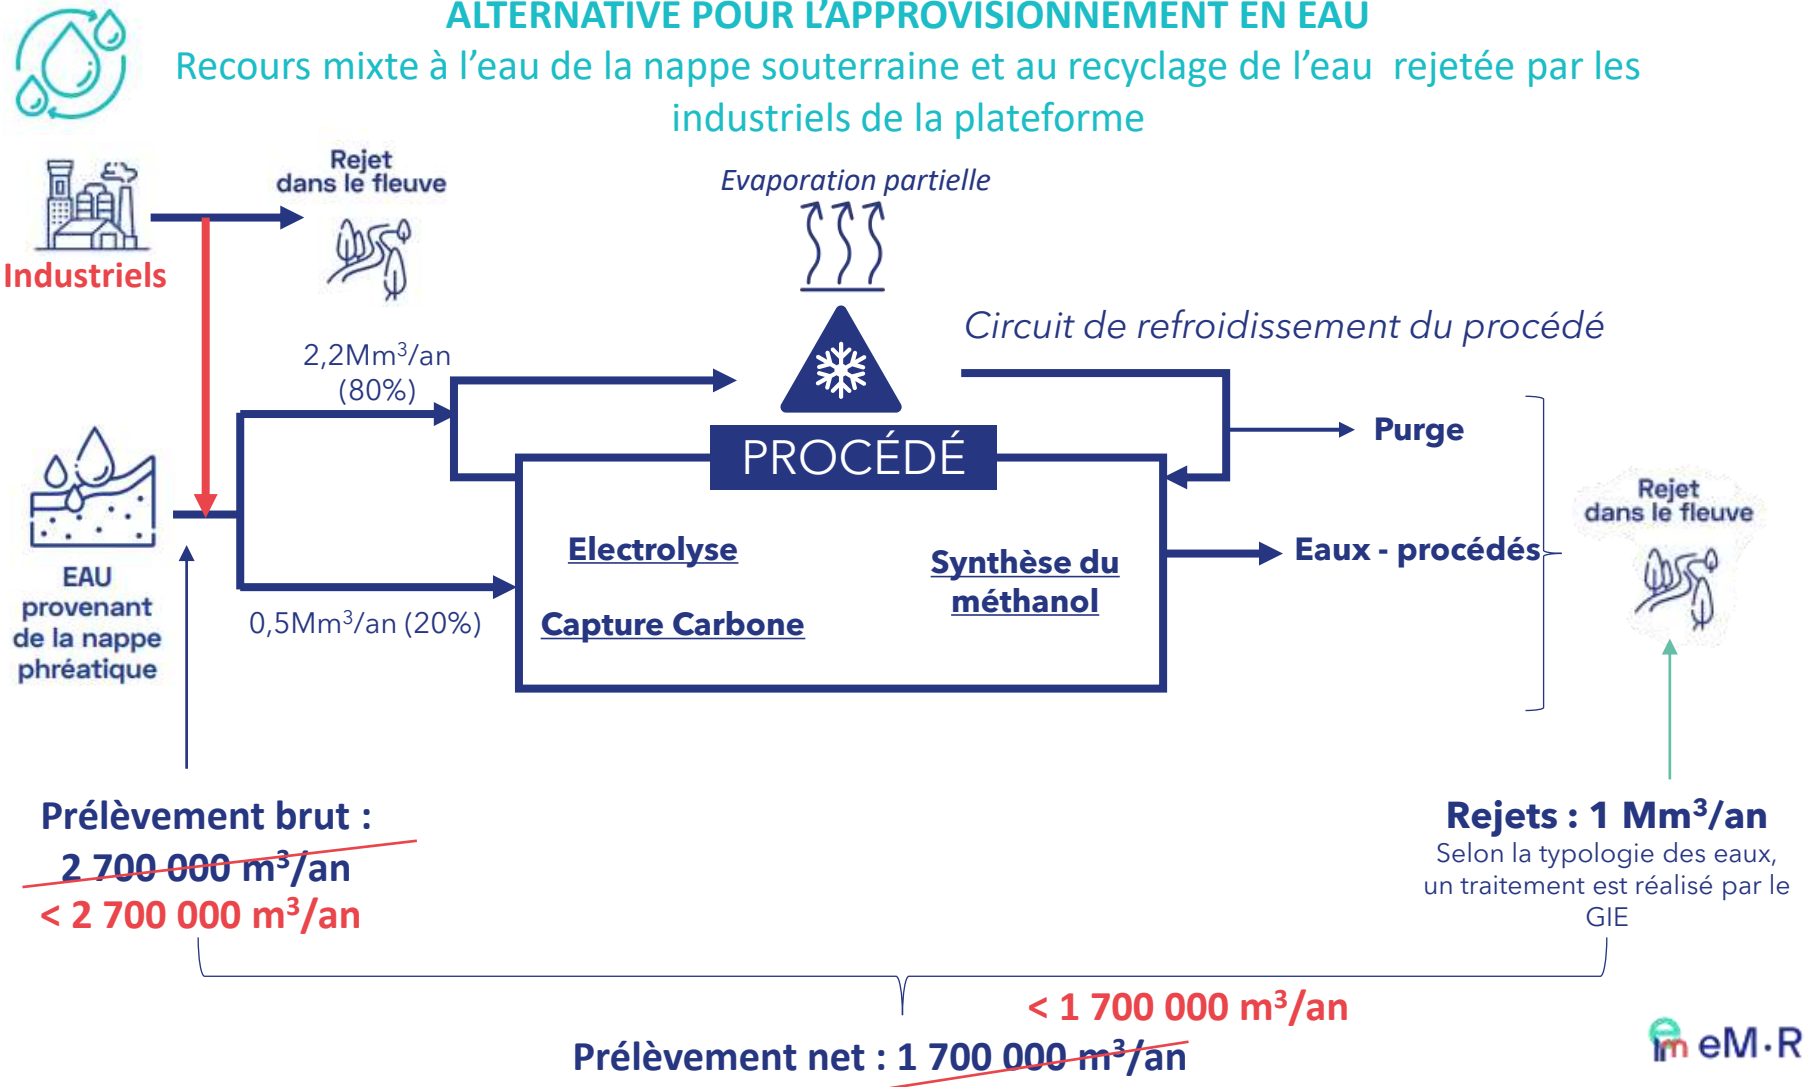 ALTERNATIVE POUR L'APPROVISIONNEMENT EN EAU
Recours mixte à l'eau de la nappe souterraine et au recyclage de l'eau rejetée par les
industriels de la plateforme
Rejet
dans le fleuve
Industriels
Evaporation partielle
Circuit de refroidissement du procédé
2,2Mm³/an
(80%)
PROCÉDÉ
Purge
Electrolyse
Capture Carbone
Synthèse du
méthanol
Eaux - procédés
Rejet
dans le fleuve
EAU
provenant
de la nappe
phréatique
0,5Mm³/an (20%)
Prélèvement brut :
2 700 000 m³/an
< 2 700 000 m³/an
Rejets : 1 Mm³/an
Selon la typologie des eaux,
un traitement est réalisé par le
GIE
< 1 700 000 m³/an
Prélèvement net : 1 700 000 m³/an
em eM·R